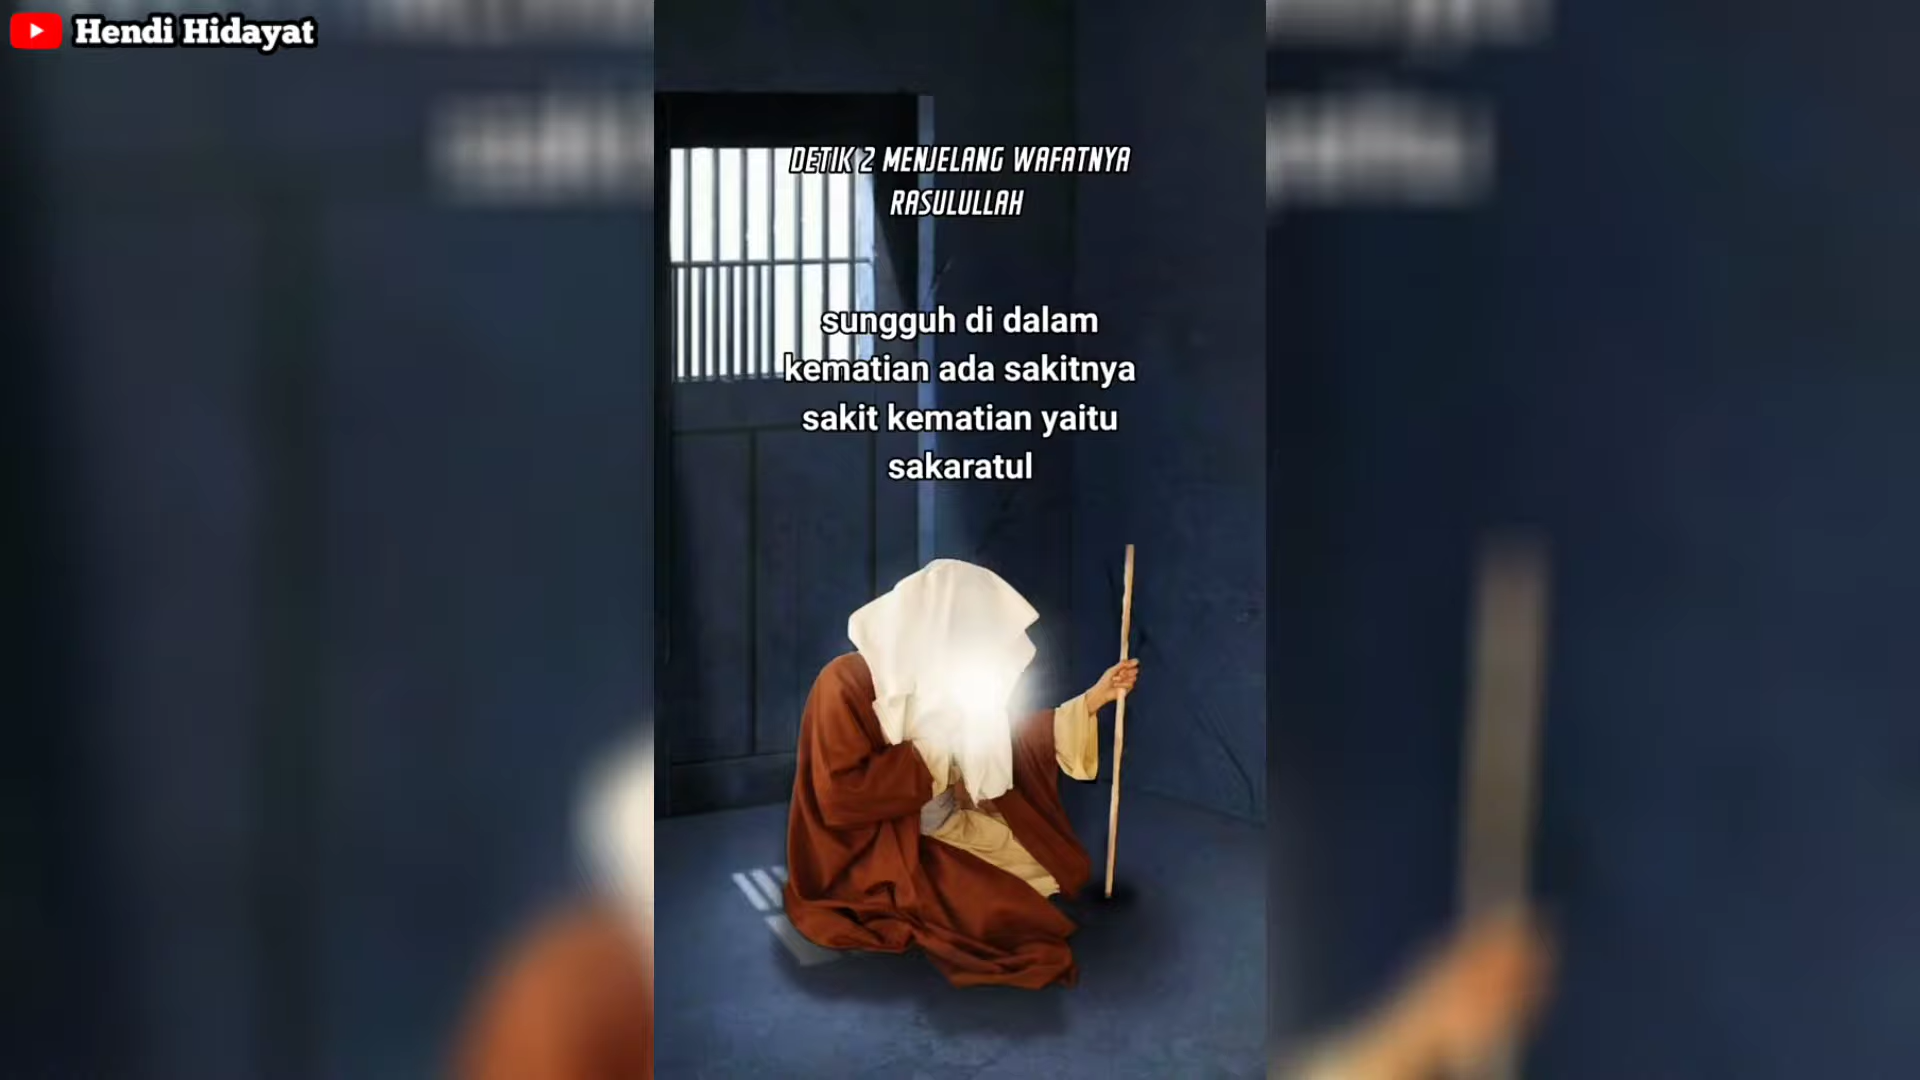 Hendi Hidayat
DETIK 2 MENJELANG WAFATNYA
RASULULLAH
sungguh di dalam
kematian ada sakitnya
sakit kematian yaitu
sakaratul